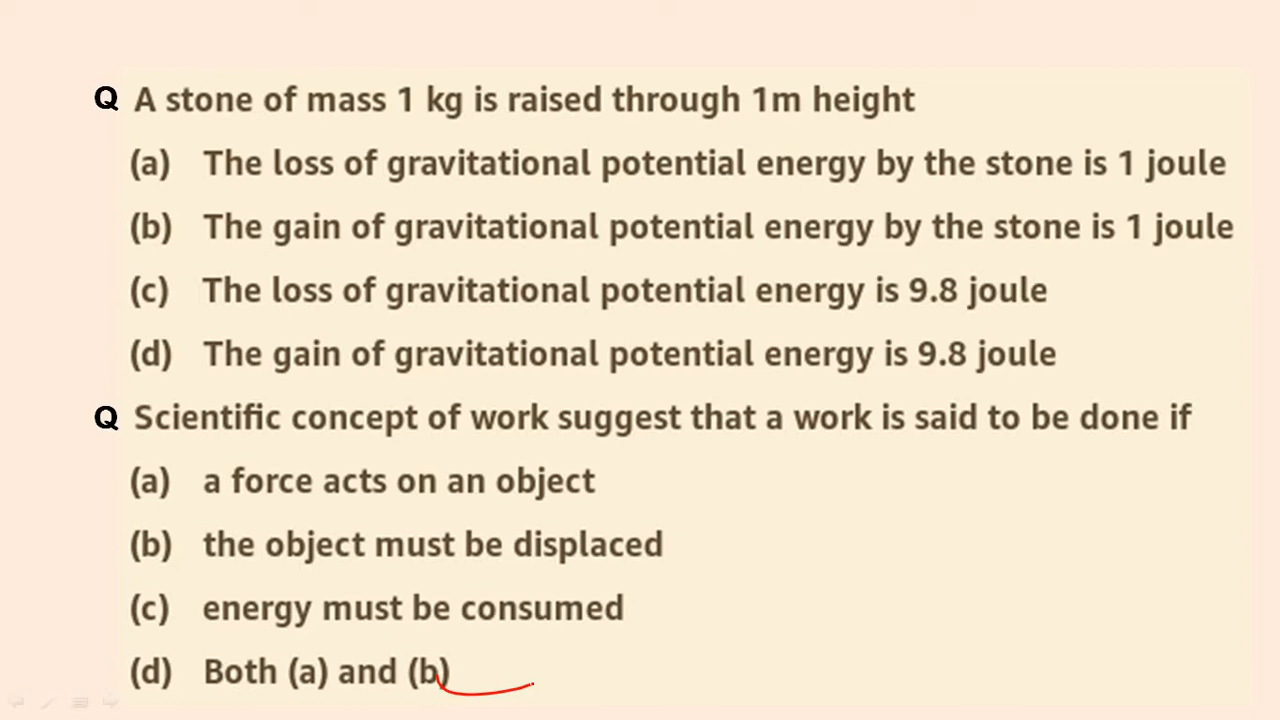 Q A stone of mass 1 kg is raised through 1m height
(a) The loss of gravitational potential energy by the stone is 1 joule
(b) The gain of gravitational potential energy by the stone is 1 joule
(c) The loss of gravitational potential energy is 9.8 joule
(d) The gain of gravitational potential energy is 9.8 joule
Q Scientific concept of work suggest that a work is said to be done if
(a) a force acts on an object
(b) the object must be displaced
(c) energy must be consumed
(d) Both (a) and (b)